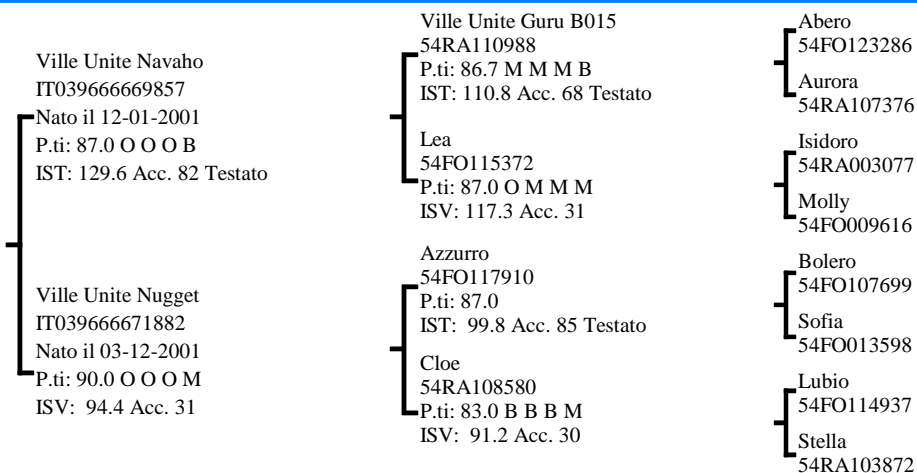 Ville Unite Navaho
IT039666669857
Nato il 12-01-2001
P.ti: 87.0 O O O B
IST: 129.6 Acc. 82 Testato
Ville Unite Nugget
IT039666671882
Nato il 03-12-2001
P.ti: 90.0 O O O M
ISV: 94.4 Acc. 31
Ville Unite Guru B015
54RA110988
P.ti: 86.7 M M M B
IST: 110.8 Acc. 68 Testato
Lea
54FO115372
P.ti: 87.0 O M M M
ISV: 117.3 Acc. 31
Azzurro
54FO117910
P.ti: 87.0
IST: 99.8 Acc. 85 Testato
Cloe
54RA108580
P.ti: 83.0 B B B M
ISV: 91.2 Acc. 30
Abero
54FO123286
Aurora
54RA107376
Isidoro
54RA003077
Molly
54FO009616
Bolero
54FO107699
Sofia
54FO013598
Lubio
54FO114937
Stella
54RA103872